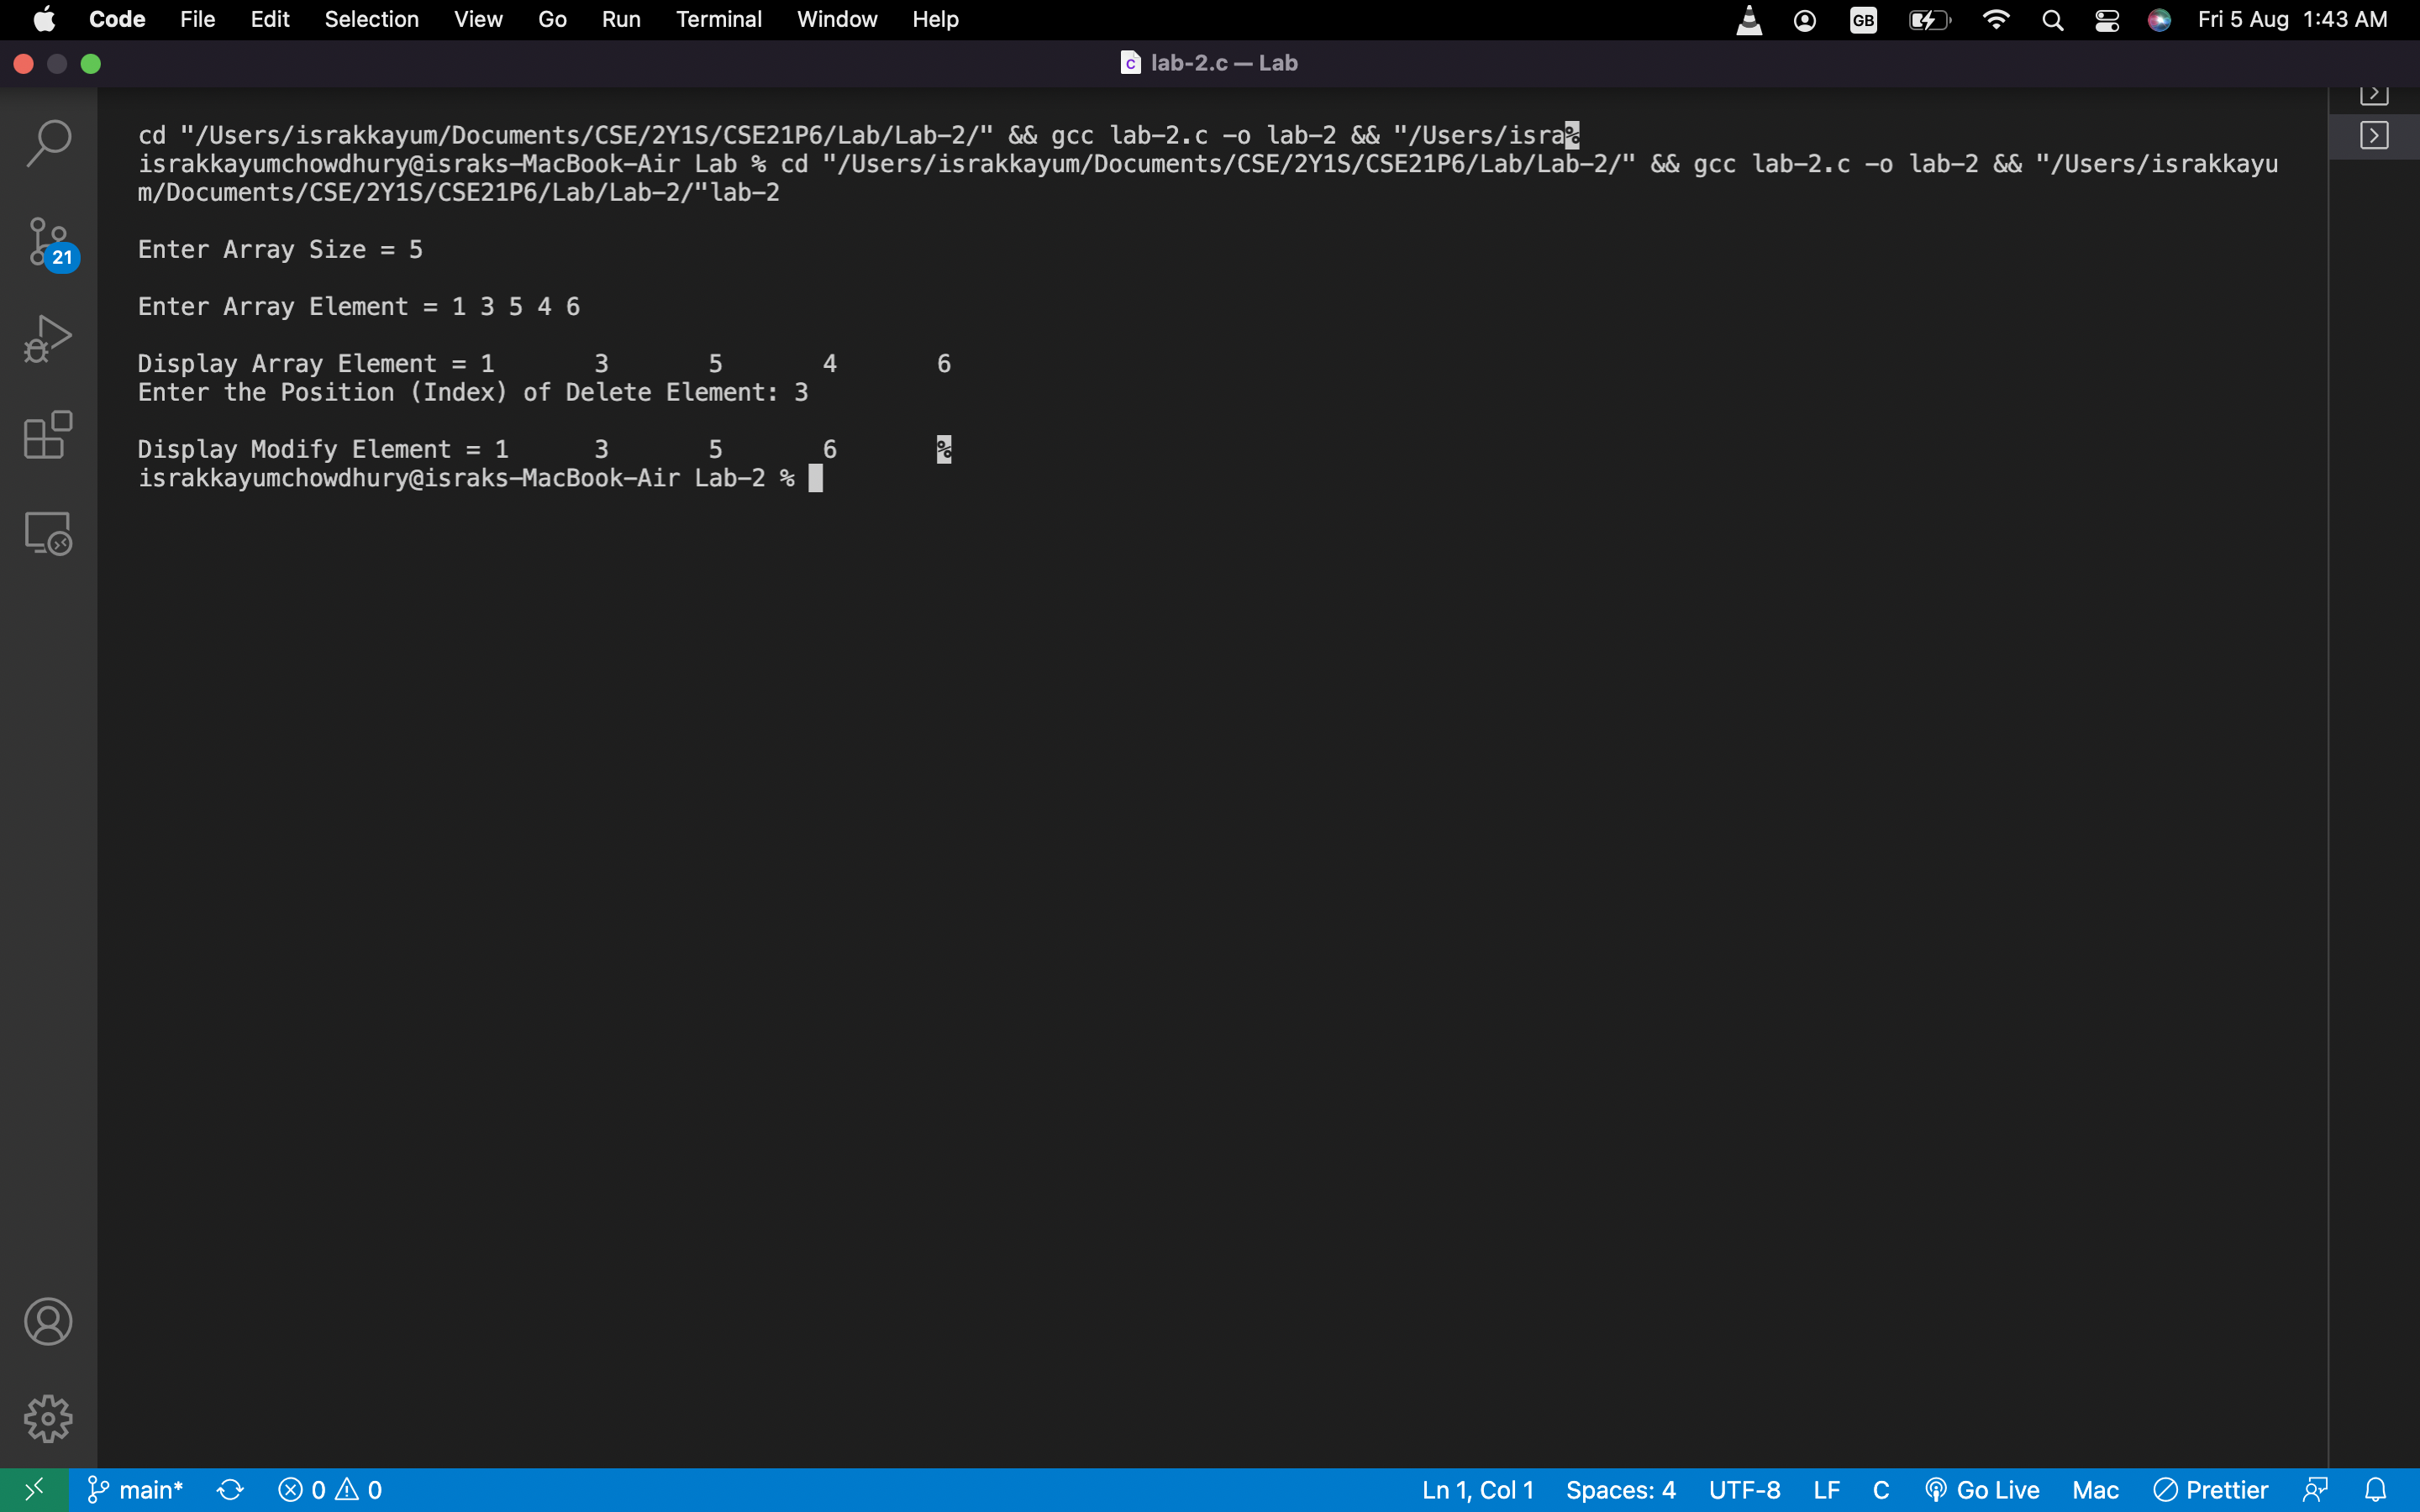 Code File Edit Selection View Go Run Terminal Window Help GB Fri 5 Aug 1:43 AM
C lab-2.c — Lab
cd "/Users/israkkayum/Documents/CSE/2Y1S/CSE21P6/Lab/Lab-2/" && gcc lab-2.c -o lab-2 && "/Users/isra%
israkkayumchowdhury@israks-MacBook-Air Lab % cd "/Users/israkkayum/Documents/CSE/2Y1S/CSE21P6/Lab/Lab-2/" && gcc lab-2.c -o lab-2 && "/Users/israkkayu
m/Documents/CSE/2Y1S/CSE21P6/Lab/Lab-2/"lab-2
21
Enter Array Size = 5
Enter Array Element = 1 3 5 4 6
Display Array Element = 1 3 5 4 6
Enter the Position (Index) of Delete Element: 3
Display Modify Element = 1 3 5 6 %
israkkayumchowdhury@israks-MacBook-Air Lab-2 %
main* 0 0 Ln 1, Col 1 Spaces: 4 UTF-8 LF C Go Live Mac Prettier